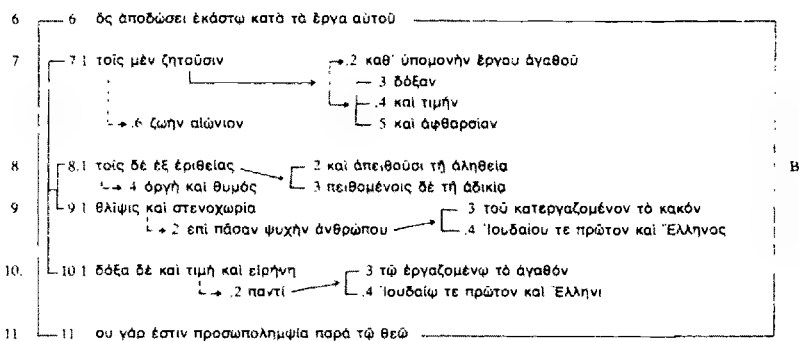 6 6 ὃς ἀποδώσει ἑκάστῳ κατὰ τὰ ἔργα αὐτοῦ
7 7 1 τοῖς μὲν ζητοῦσιν .2 καθ᾽ ὑπομονὴν ἔργου ἀγαθοῦ
3 δόξαν
.4 καὶ τιμήν
.6 ζωὴν αἰώνιον 5 καὶ ἀφθαρσίαν
8 8.1 τοῖς δὲ ἐξ ἐριθείας 2 καὶ ἀπειθοῦσι τῇ ἀληθείᾳ B
4 ὀργὴ καὶ θυμός 3 πειθομένοις δὲ τῇ ἀδικίᾳ
9 9 1 θλῖψις καὶ στενοχωρία 3 τοῦ κατεργαζομένον τὸ κακόν
2 ἐπὶ πᾶσαν ψυχὴν ἀνθρώπου .4 Ἰουδαίου τε πρῶτον καὶ Ἕλληνος
10. 10 1 δόξα δὲ καὶ τιμὴ καὶ εἰρήνη 3 τῷ ἐργαζομένῳ τὸ ἀγαθόν
.2 παντί .4 Ἰουδαίῳ τε πρῶτον καὶ Ἕλληνι
11 11 ου γάρ ἐστιν προσωπολημψία παρὰ τῷ θεῷ